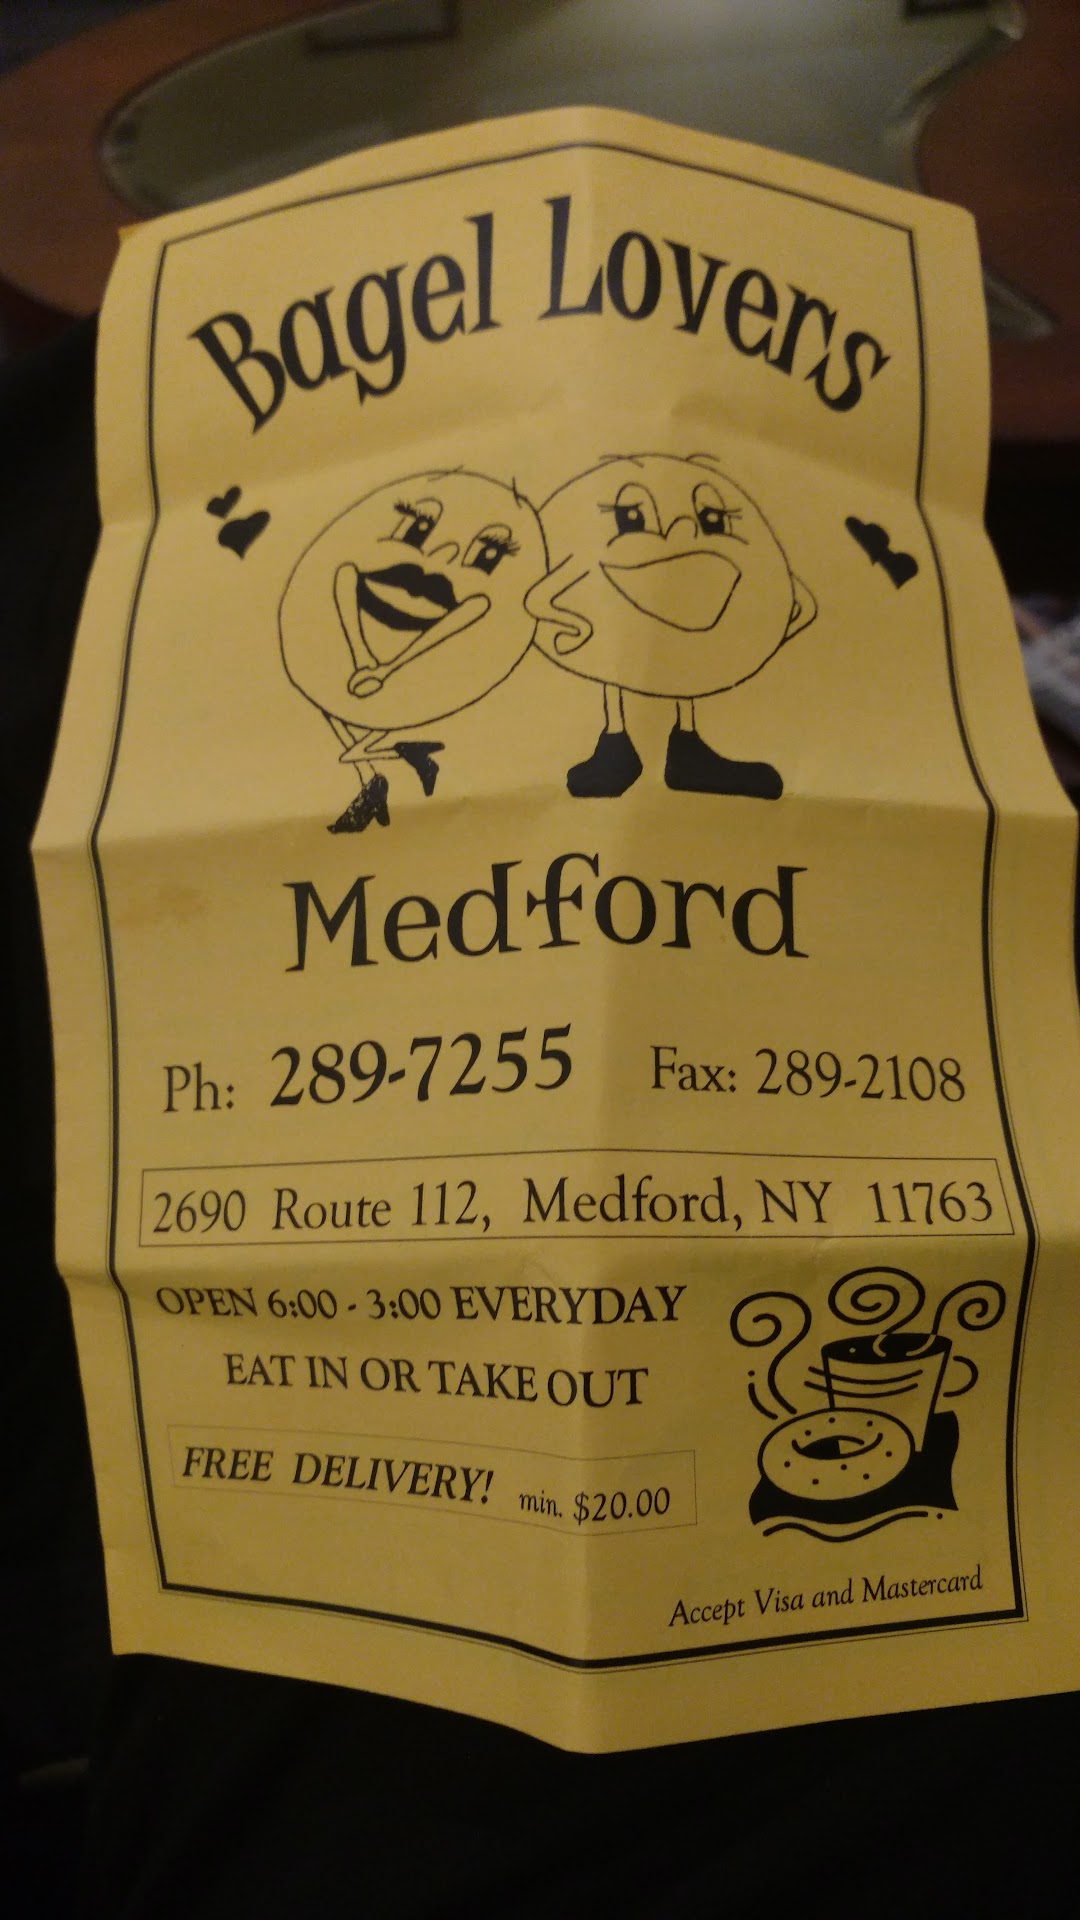 Bagel Lovers
Medford
Ph: 289-7255 Fax: 289-2108
2690 Route 112, Medford, NY 11763
OPEN 6:00 - 3:00 EVERYDAY
EAT IN OR TAKE OUT
FREE DELIVERY! min. $20.00
Accept Visa and Mastercard